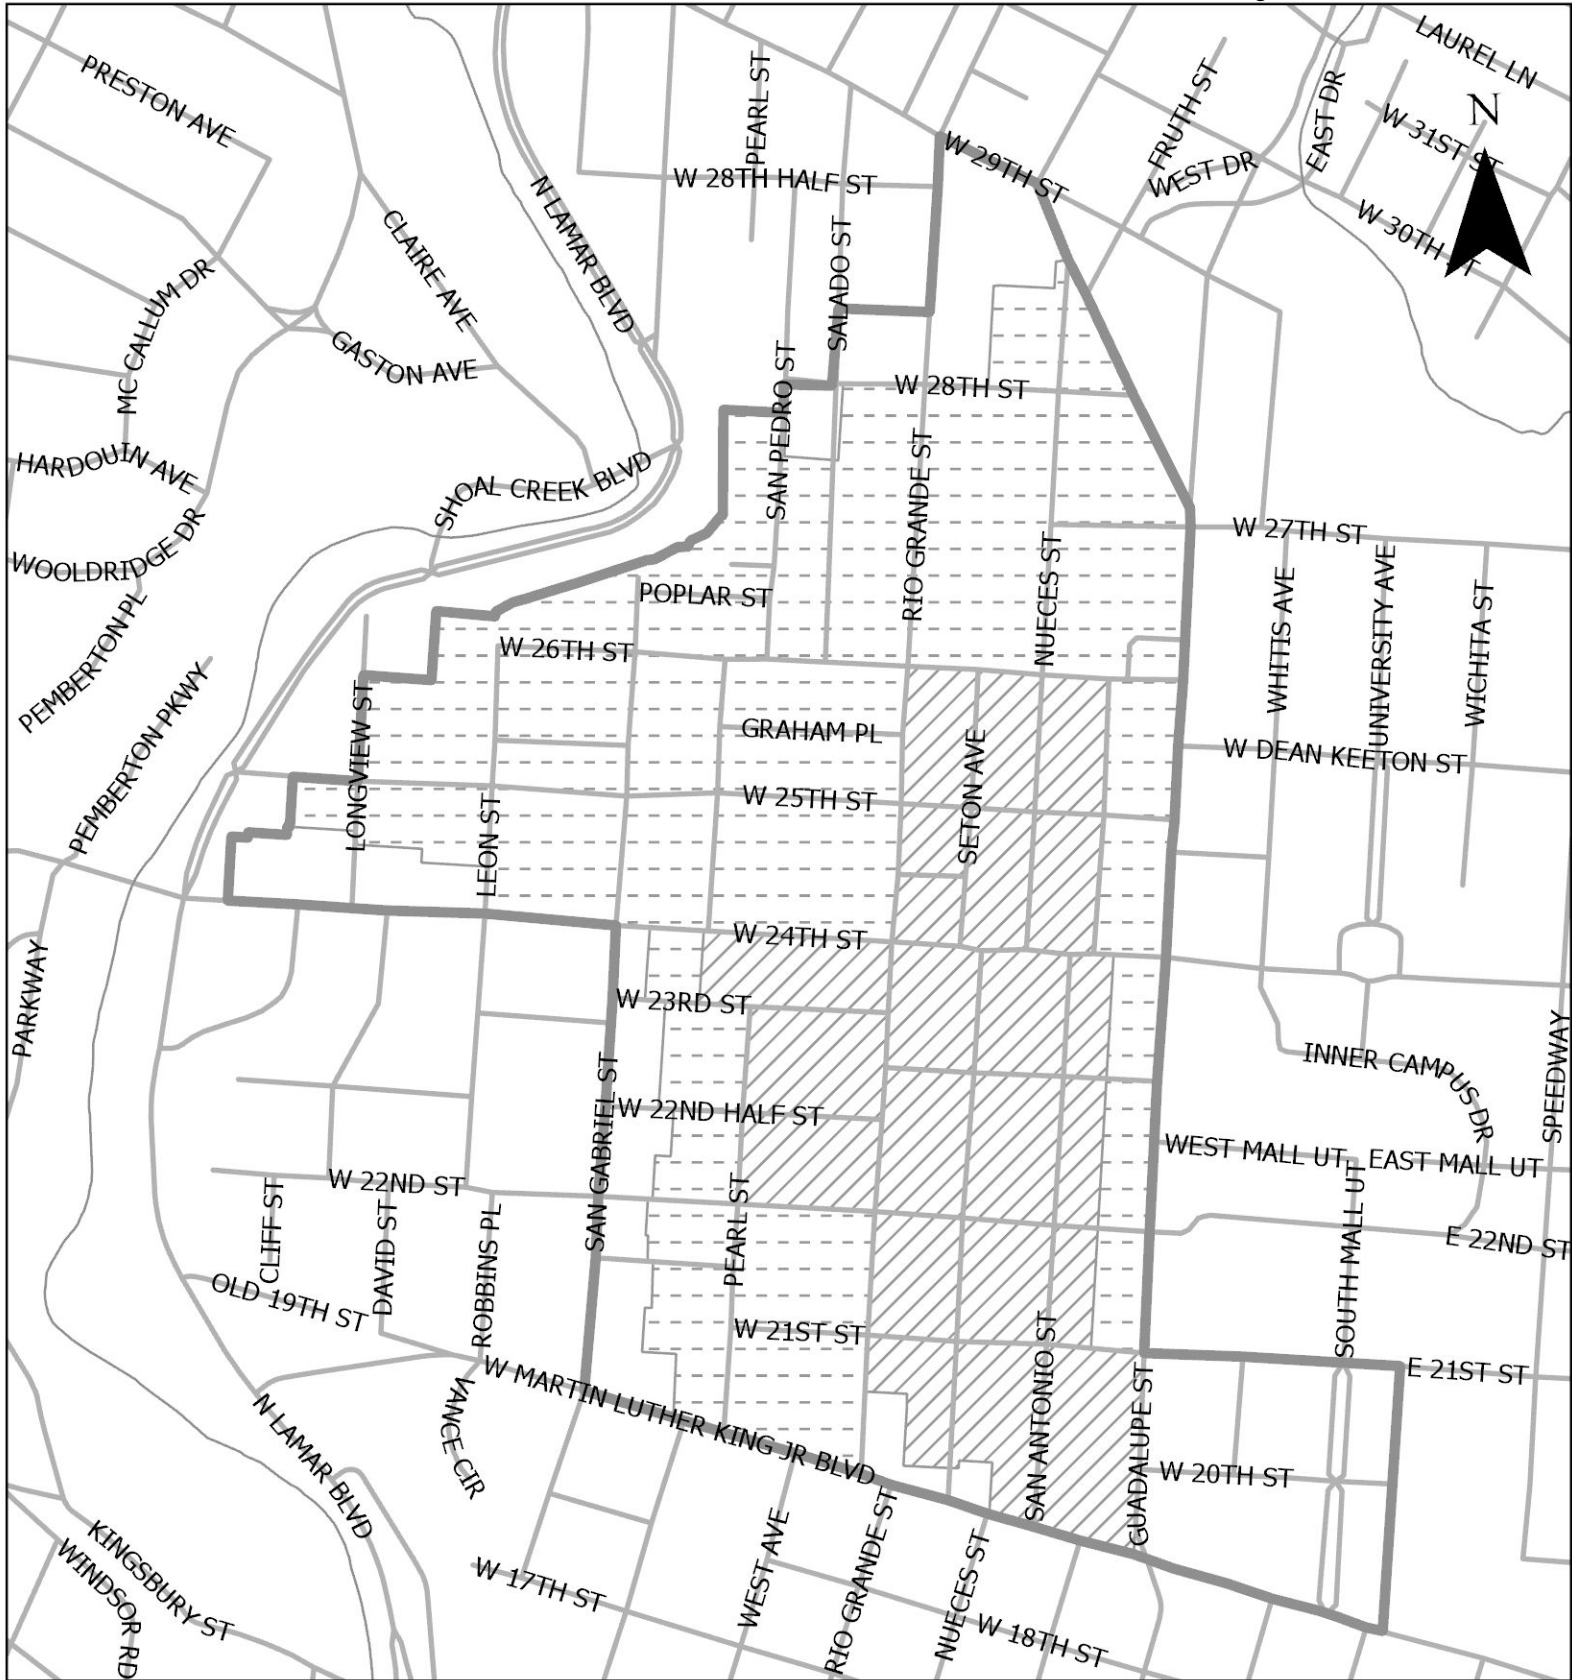 LAUREL LN
PRESTON AVE
PEARL ST
FRUTH ST
EAST DR
N
W 31ST ST
W 29TH ST
WEST DR
W 28TH HALF ST
W 30TH ST
CLAIRE AVE
N LAMAR BLVD
SALADO ST
MC CALLUM DR
GASTON AVE
SAN PEDRO ST
W 28TH ST
HARDOUIN AVE
SHOAL CREEK BLVD
RIO GRANDE ST
W 27TH ST
WOOLDRIDGE DR
NUECES ST
WHITIS AVE
UNIVERSITY AVE
WICHITA ST
POPLAR ST
PEMBERTON PL
W 26TH ST
PEMBERTON PKWY
LONGVIEW ST
GRAHAM PL
SETON AVE
W DEAN KEETON ST
LEON ST
W 25TH ST
PARKWAY
W 24TH ST
W 23RD ST
SPEEDWAY
INNER CAMPUS DR
SAN GABRIEL ST
W 22ND HALF ST
WEST MALL UT
EAST MALL UT
W 22ND ST
CLIFF ST
DAVID ST
ROBBINS PL
PEARL ST
SOUTH MALL UT
E 22ND ST
OLD 19TH ST
W 21ST ST
SAN ANTONIO ST
E 21ST ST
W MARTIN LUTHER KING JR BLVD
GUADALUPE ST
VANCE CIR
N LAMAR BLVD
W 20TH ST
KINGSBURY ST
WINDSOR RD
W 17TH ST
WEST AVE
RIO GRANDE ST
NUECES ST
W 18TH ST